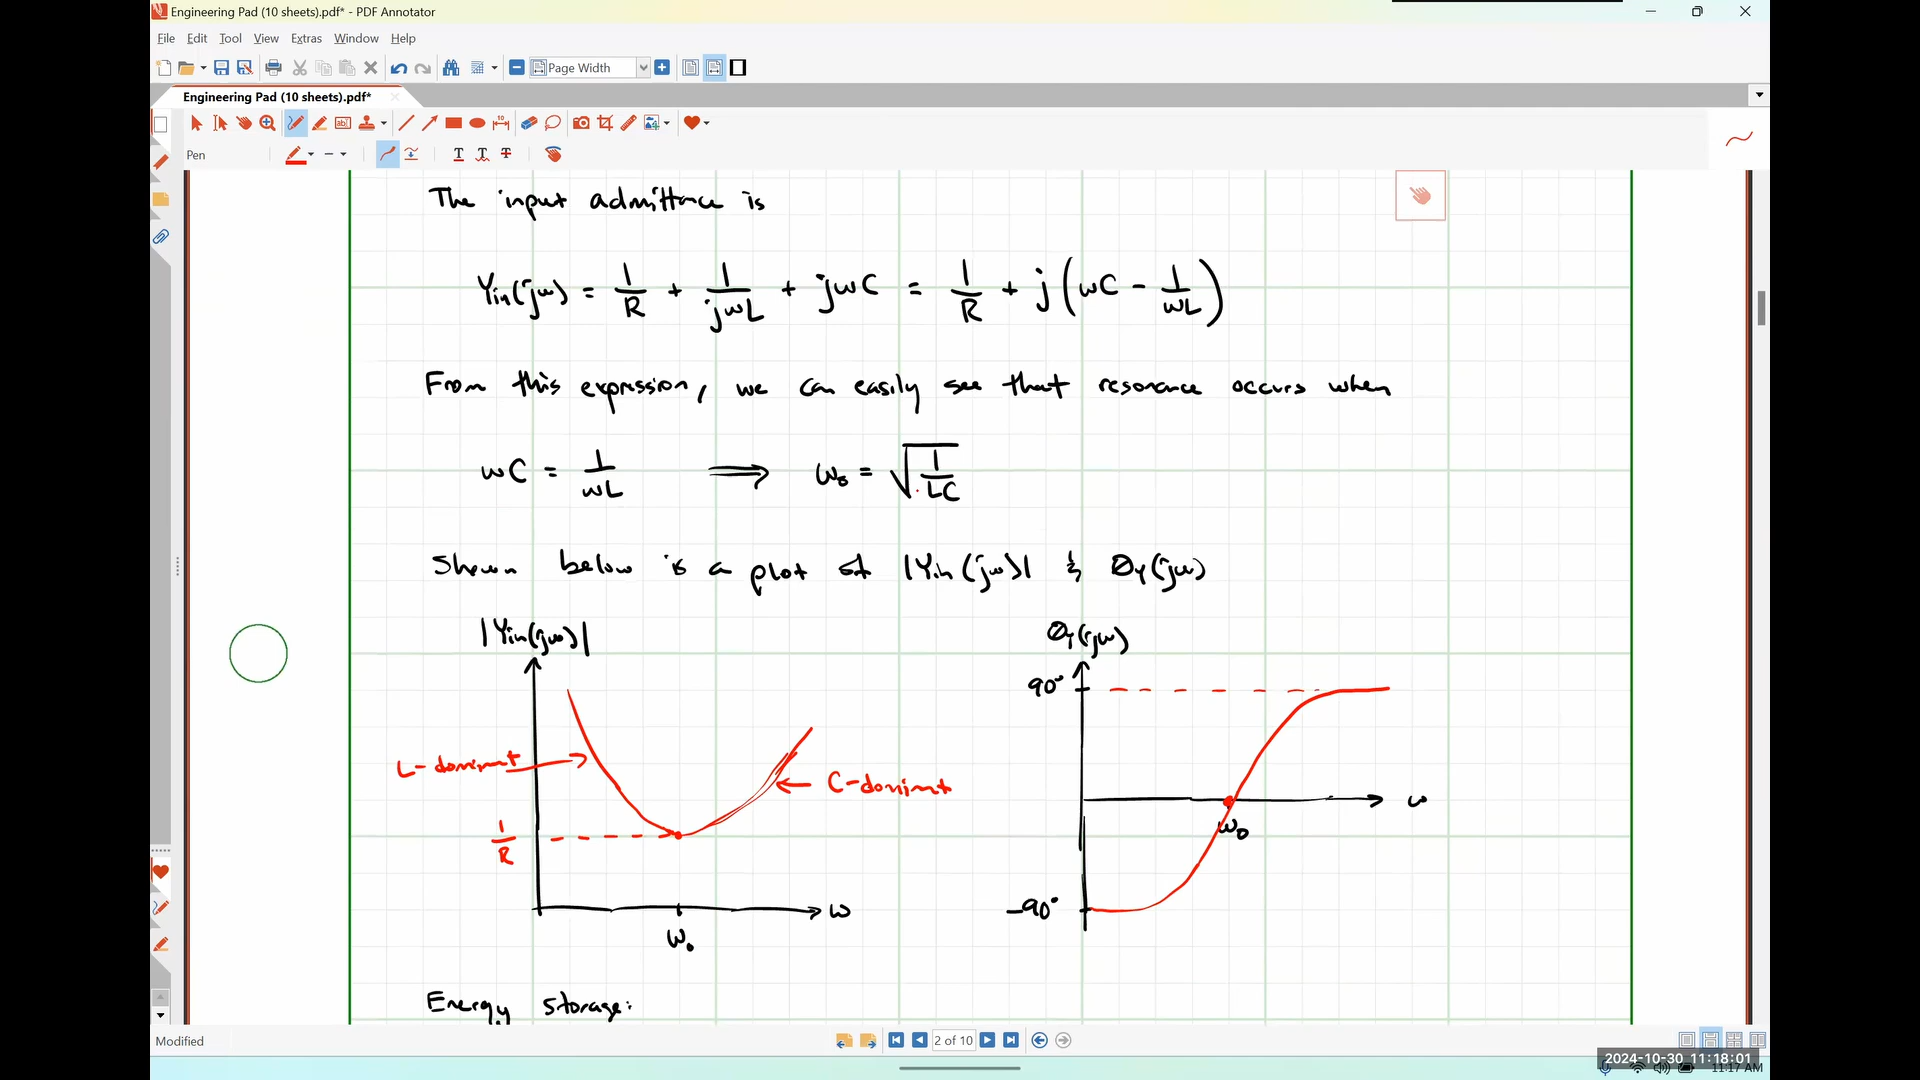 Engineering Pad (10 sheets).pdf* - PDF Annotator
File Edit Tool View Extras Window Help
Page Width
Engineering Pad (10 sheets).pdf*
Pen
The input admittance is
Yin(jω) = 1/R + 1/jωL + jωC = 1/R + j(ωC - 1/ωL)
From this expression, we can easily see that resonance occurs when
ωC = 1/ωL ⟹ ω₀ = √(1/LC)
Shown below is a plot of |Yin(jω)| & θY(jω)
|Yin(jω)|
θY(jω)
90°
L-dominant
C-dominant
ω
1/R
ω₀
-90°
ω
ω₀
Energy storage:
Modified
2 of 10
2024-10-30 11:18:01
11:17 AM